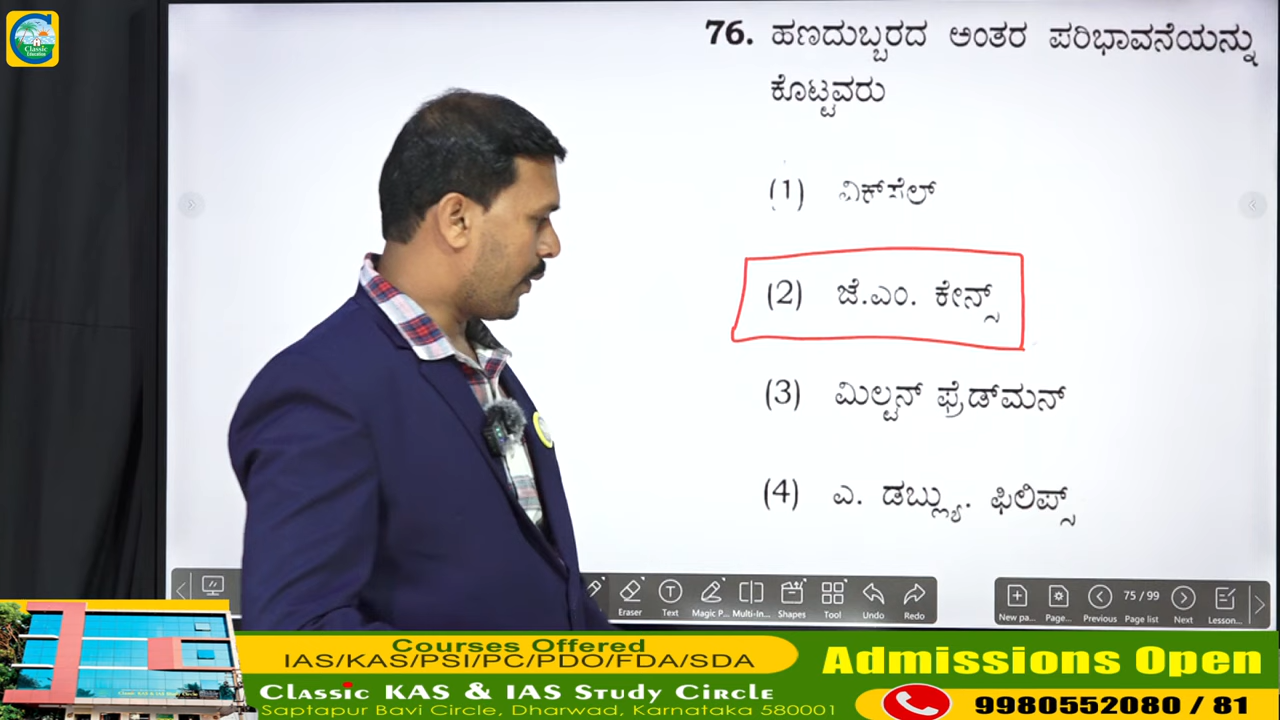 Classic
Education
76. ಹಣದುಬ್ಬರದ ಅಂತರ ಪರಿಭಾವನೆಯನ್ನು
ಕೊಟ್ಟವರು
(1) ವಿಕ್‌ಸೆಲ್
(2) ಜೆ.ಎಂ. ಕೇನ್ಸ್
(3) ಮಿಲ್ಟನ್ ಫ್ರೆಡ್‌ಮನ್
(4) ಎ. ಡಬ್ಲ್ಯು. ಫಿಲಿಪ್ಸ್
Eraser Text Magic P... Multi-In... Shapes Tool Undo Redo
75 / 99
New pa... Page... Previous Page list Next Lesson...
Courses Offered
IAS/KAS/PSI/PC/PDO/FDA/SDA
Classic KAS & IAS Study Circle
Saptapur Bavi Circle, Dharwad, Karnataka 580001
Admissions Open
9980552080 / 81